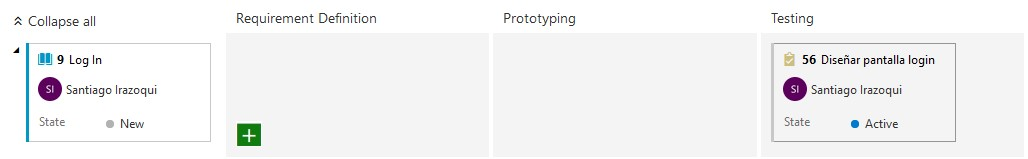 Collapse all
Requirement Definition
Prototyping
Testing
9 Log In
SI Santiago Irazoqui
State New
56 Diseñar pantalla login
SI Santiago Irazoqui
State Active